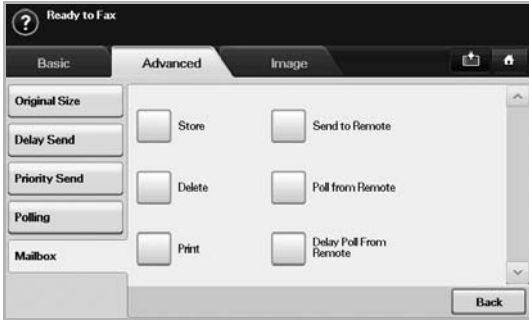 ?
Ready to Fax
Basic
Advanced
Image
Original Size
Delay Send
Priority Send
Polling
Mailbox
Store
Send to Remote
Delete
Poll from Remote
Print
Delay Poll From
Remote
Back